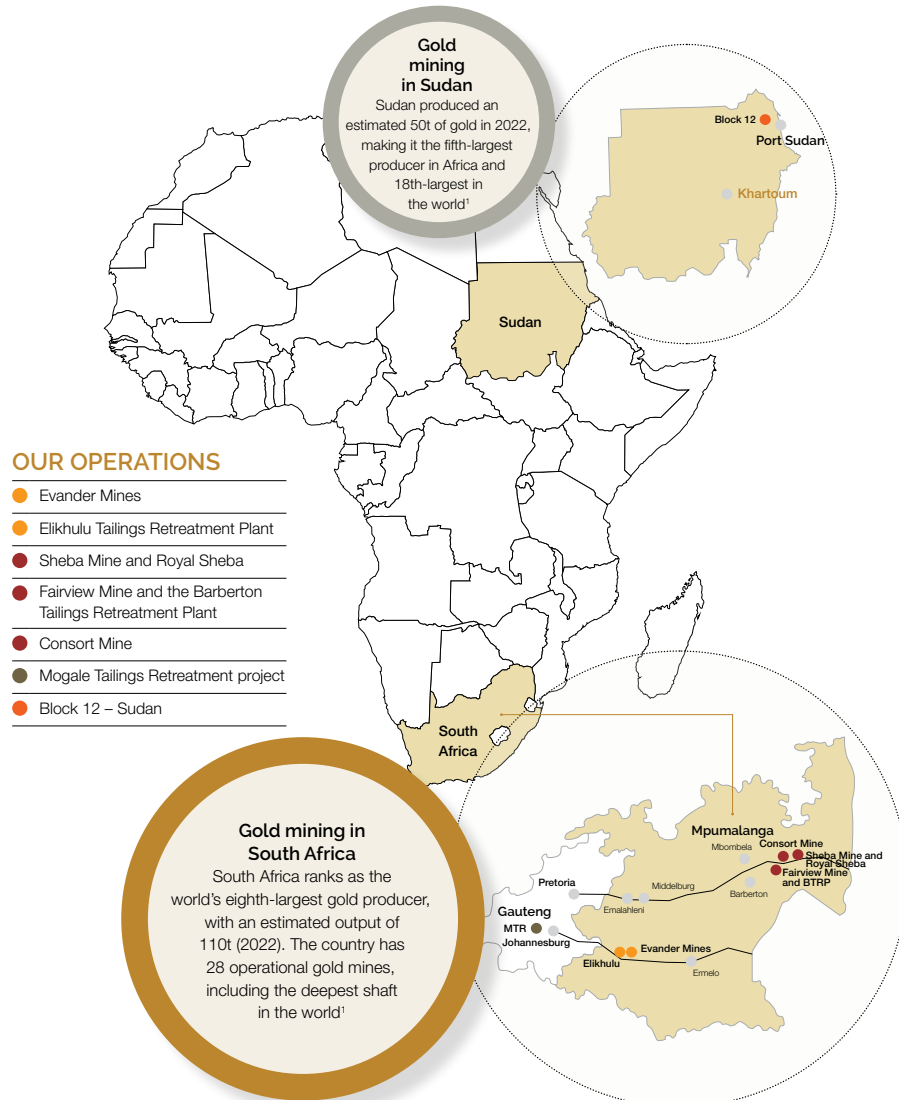 Gold
mining
in Sudan
Sudan produced an
estimated 50t of gold in 2022,
making it the fifth-largest
producer in Africa and
18th-largest in
the world¹
Block 12
Port Sudan
Khartoum
Sudan
OUR OPERATIONS
Evander Mines
Elikhulu Tailings Retreatment Plant
Sheba Mine and Royal Sheba
Fairview Mine and the Barberton
Tailings Retreatment Plant
Consort Mine
Mogale Tailings Retreatment project
Block 12 – Sudan
South
Africa
Gold mining in
South Africa
South Africa ranks as the
world's eighth-largest gold producer,
with an estimated output of
110t (2022). The country has
28 operational gold mines,
including the deepest shaft
in the world¹
Mpumalanga
Mbombela
Consort Mine
Sheba Mine and
Royal Sheba
Fairview Mine
and BTRP
Barberton
Pretoria
Middelburg
Emalahleni
Gauteng
MTR
Johannesburg
Evander Mines
Elikhulu
Ermelo